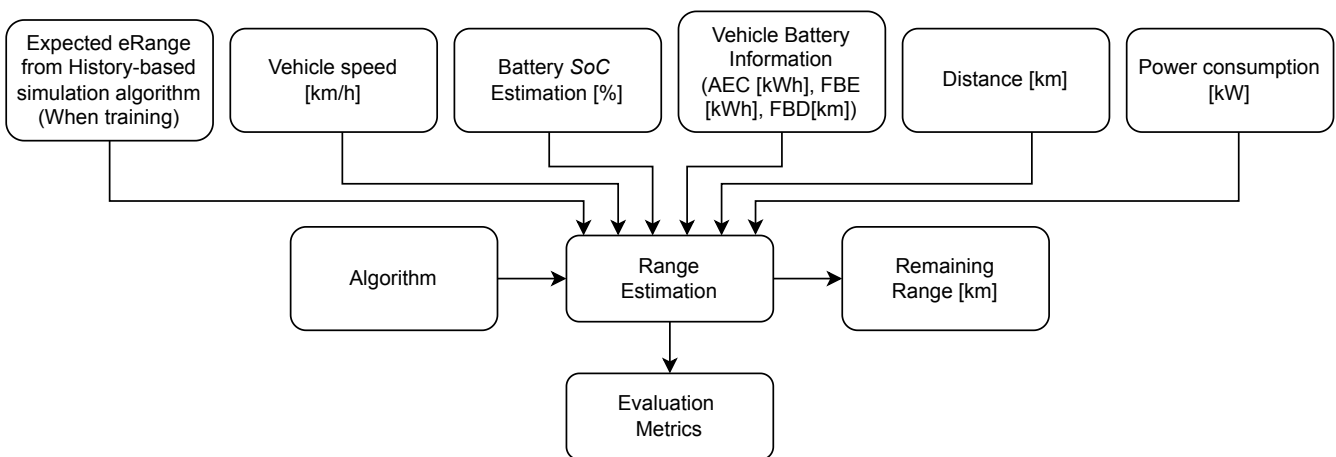 Expected eRange
from History-based
simulation algorithm
(When training)
Vehicle speed
[km/h]
Battery SoC
Estimation [%]
Vehicle Battery
Information
(AEC [kWh], FBE
[kWh], FBD[km])
Distance [km]
Power consumption
[kW]
Algorithm
Range
Estimation
Remaining
Range [km]
Evaluation
Metrics